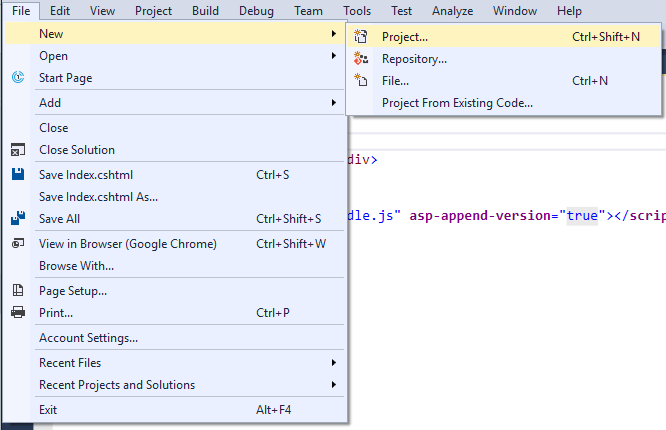 File Edit View Project Build Debug Team Tools Test Analyze Window Help
New
Open
Start Page
Add
Close
Close Solution
Save Index.cshtml Ctrl+S
Save Index.cshtml As...
Save All Ctrl+Shift+S
View in Browser (Google Chrome) Ctrl+Shift+W
Browse With...
Page Setup...
Print... Ctrl+P
Account Settings...
Recent Files
Recent Projects and Solutions
Exit Alt+F4
Project... Ctrl+Shift+N
Repository...
File... Ctrl+N
Project From Existing Code...
div>
dle.js" asp-append-version="true"></scrip